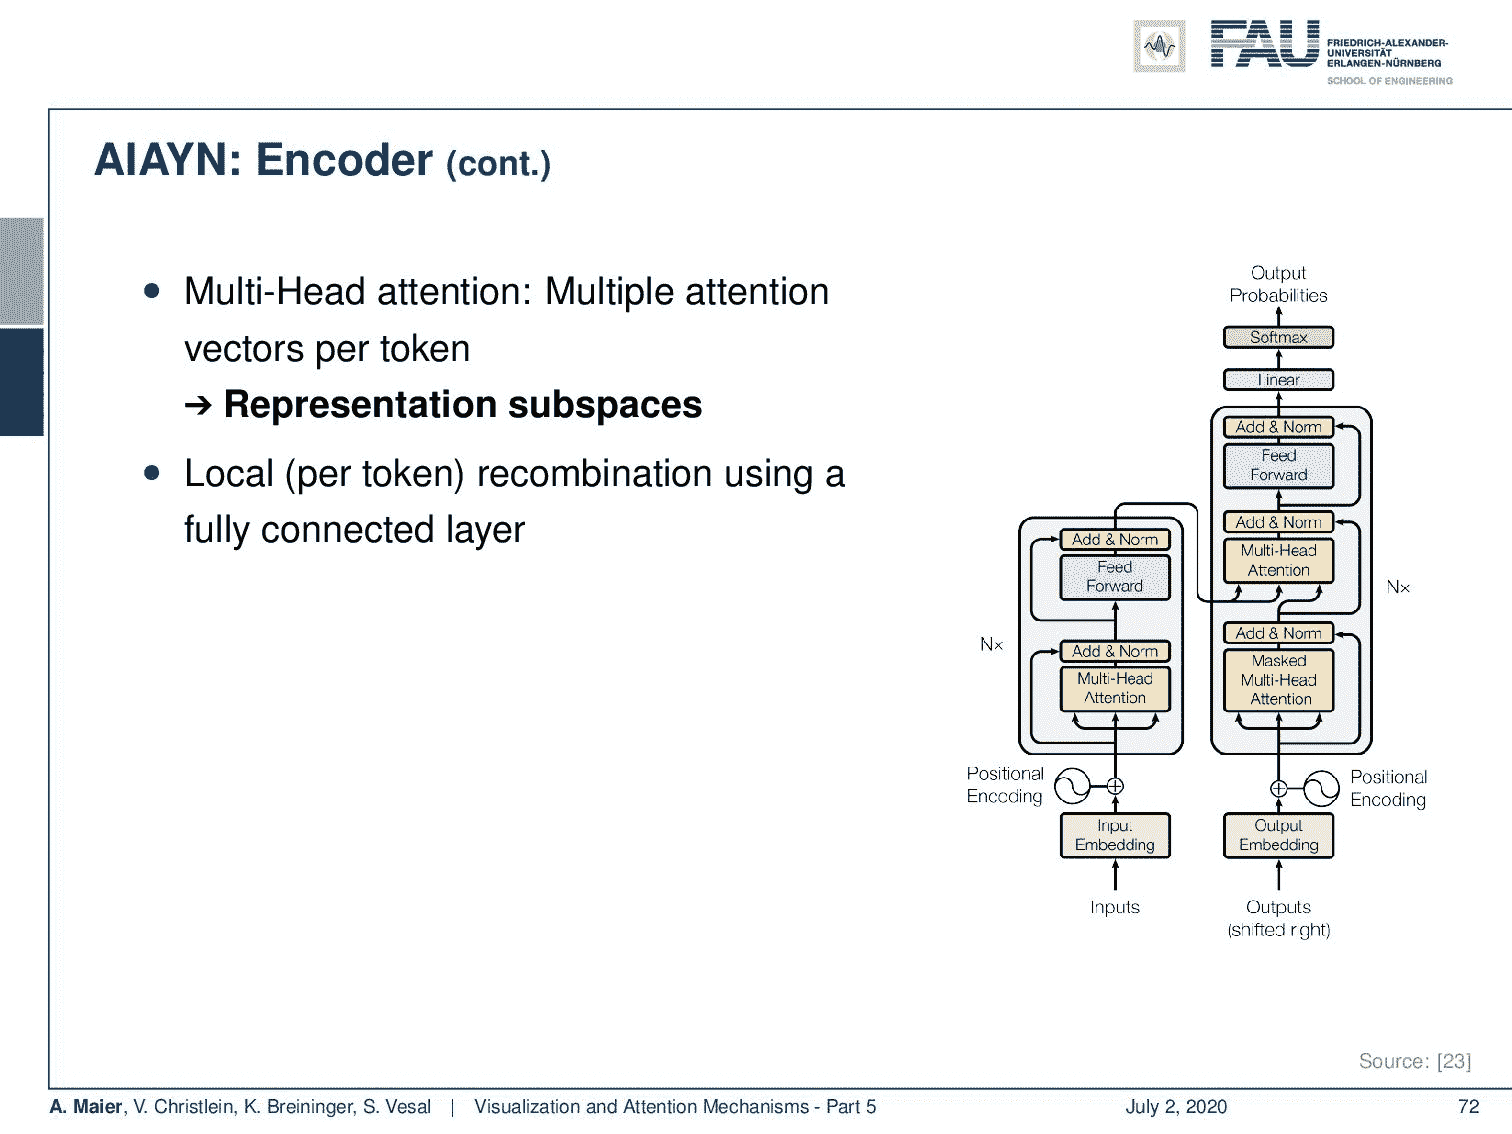 FAU
FRIEDRICH-ALEXANDER-
UNIVERSITÄT
ERLANGEN-NÜRNBERG
SCHOOL OF ENGINEERING
AIAYN: Encoder (cont.)
• Multi-Head attention: Multiple attention
vectors per token
➔ Representation subspaces
• Local (per token) recombination using a
fully connected layer
Output
Probabilities
Softmax
Linear
Add & Norm
Feed
Forward
Add & Norm
Multi-Head
Attention
N×
Add & Norm
Masked
Multi-Head
Attention
Add & Norm
Feed
Forward
N×
Add & Norm
Multi-Head
Attention
Positional
Encoding
Positional
Encoding
Input
Embedding
Output
Embedding
Inputs
Outputs
(shifted right)
Source: [23]
A. Maier, V. Christlein, K. Breininger, S. Vesal | Visualization and Attention Mechanisms - Part 5 July 2, 2020 72